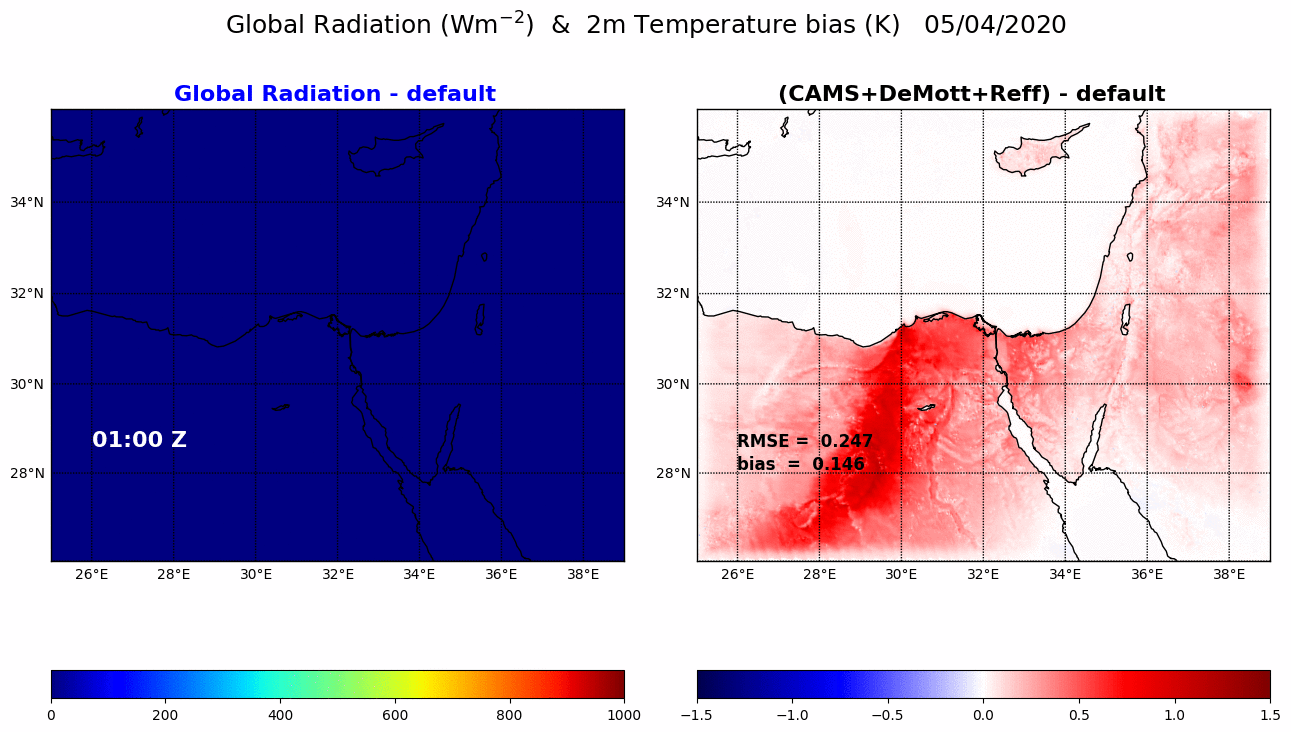 Global Radiation (Wm⁻²) & 2m Temperature bias (K) 05/04/2020
Global Radiation - default
34°N
32°N
30°N
28°N
01:00 Z
26°E 28°E 30°E 32°E 34°E 36°E 38°E
0 200 400 600 800 1000
(CAMS+DeMott+Reff) - default
34°N
32°N
30°N
RMSE = 0.247
bias = 0.146
28°N
26°E 28°E 30°E 32°E 34°E 36°E 38°E
−1.5 −1.0 −0.5 0.0 0.5 1.0 1.5